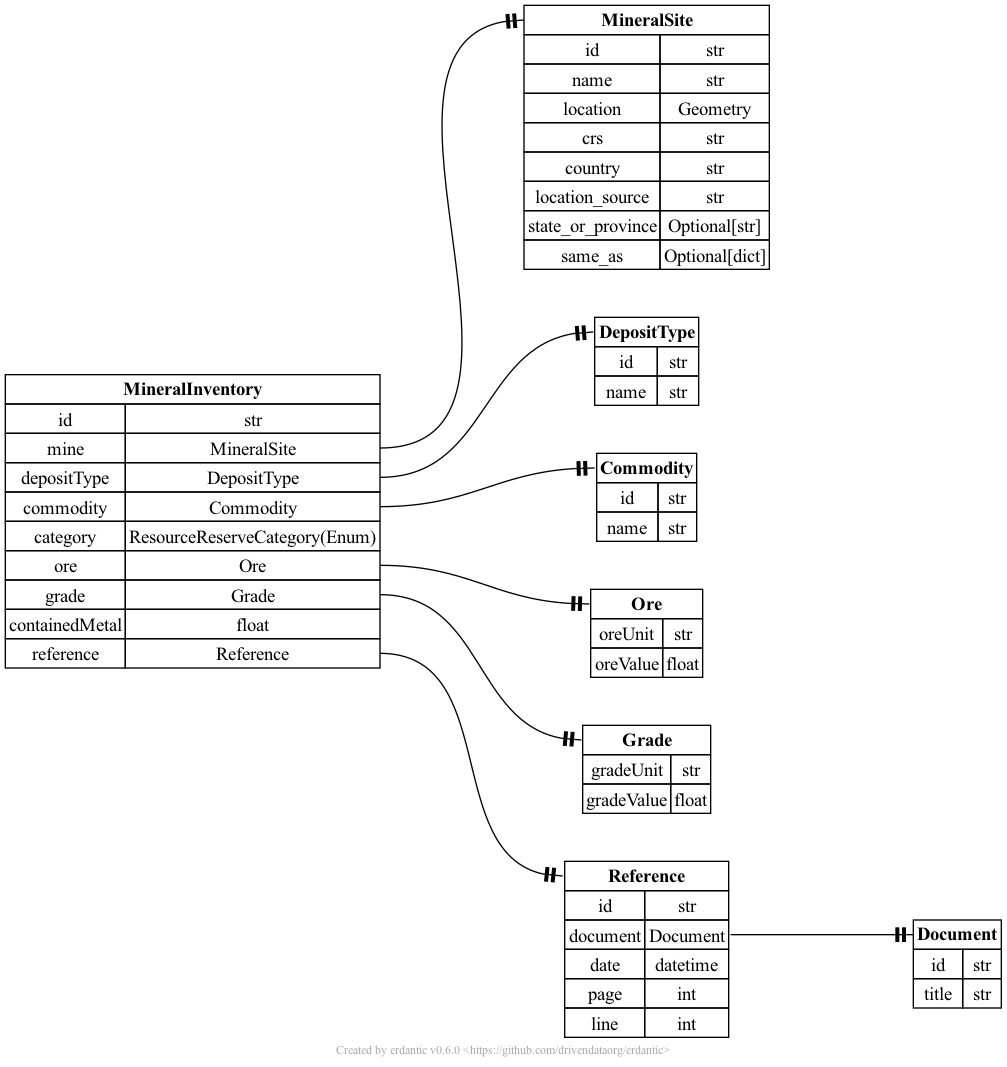 MineralSite
id str
name str
location Geometry
crs str
country str
location_source str
state_or_province Optional[str]
same_as Optional[dict]
DepositType
id str
name str
MineralInventory
id str
mine MineralSite
depositType DepositType
commodity Commodity
category ResourceReserveCategory(Enum)
ore Ore
grade Grade
containedMetal float
reference Reference
Commodity
id str
name str
Ore
oreUnit str
oreValue float
Grade
gradeUnit str
gradeValue float
Reference
id str
document Document
date datetime
page int
line int
Document
id str
title str
Created by erdantic v0.6.0 <https://github.com/drivendataorg/erdantic>